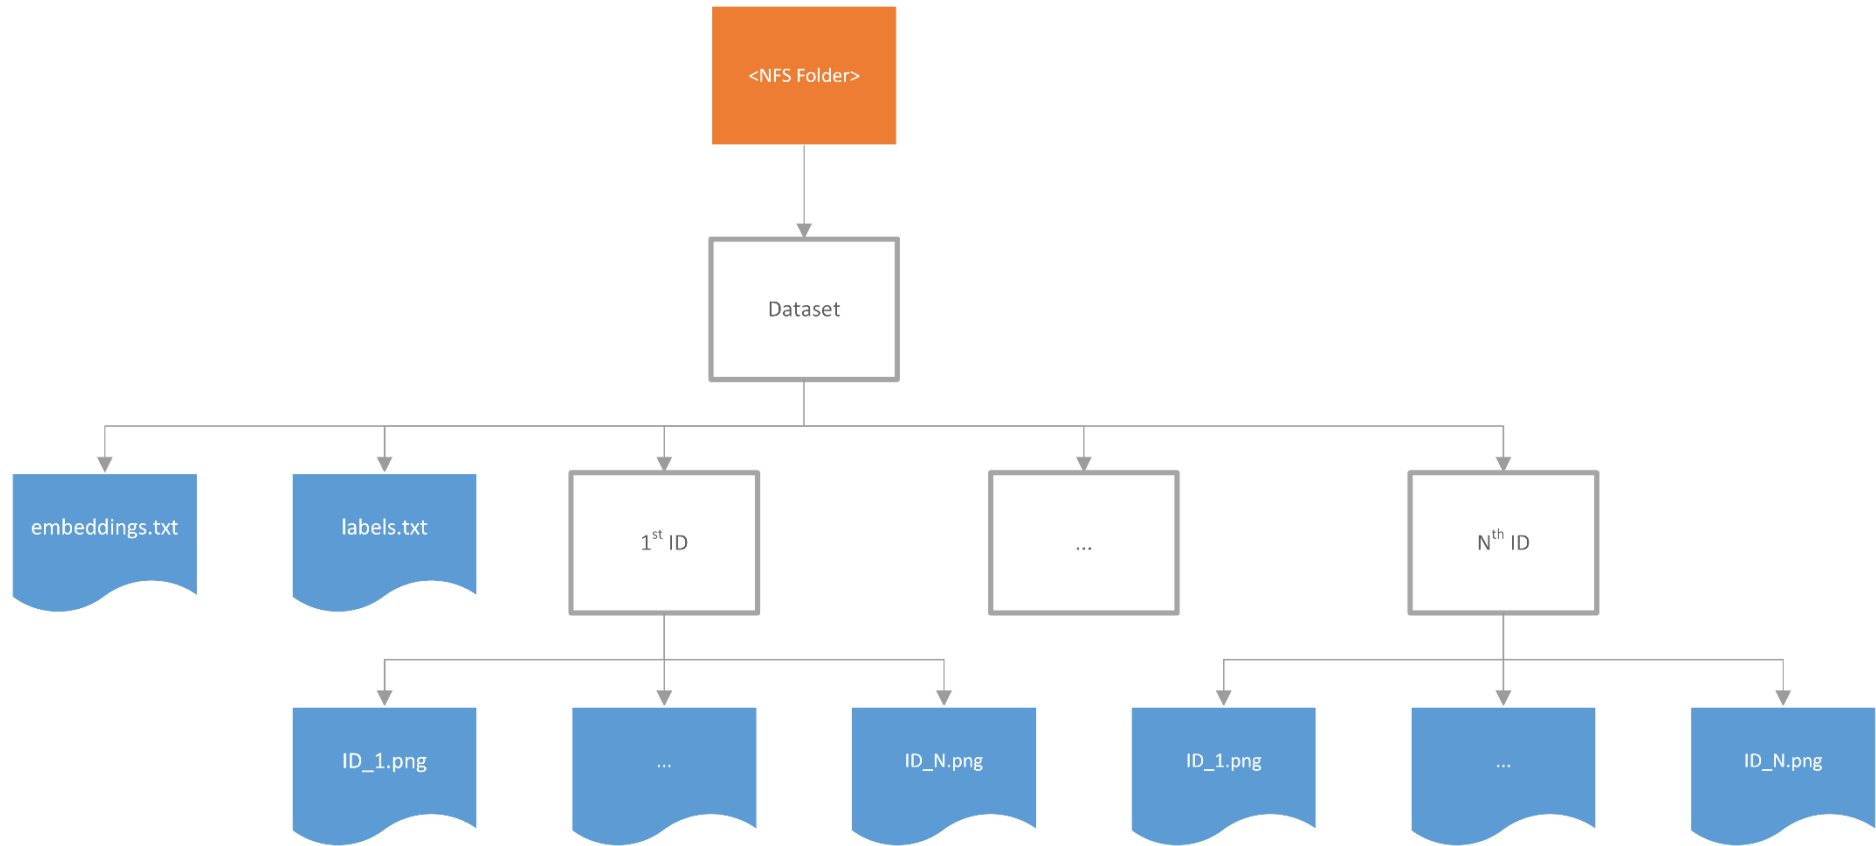 <NFS Folder>
Dataset
embeddings.txt
labels.txt
1st ID
...
Nth ID
ID_1.png
...
ID_N.png
ID_1.png
...
ID_N.png